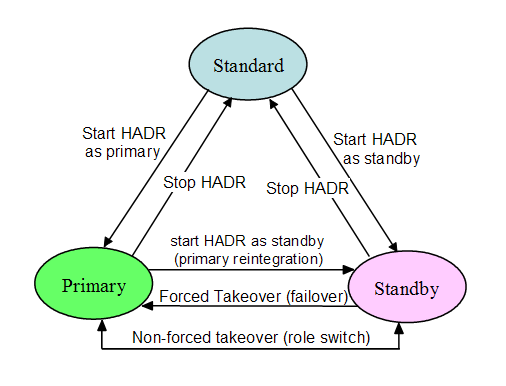 Standard
Start HADR
as primary
Start HADR
as standby
Stop HADR
Stop HADR
start HADR as standby
(primary reintegration)
Primary
Standby
Forced Takeover (failover)
Non-forced takeover (role switch)